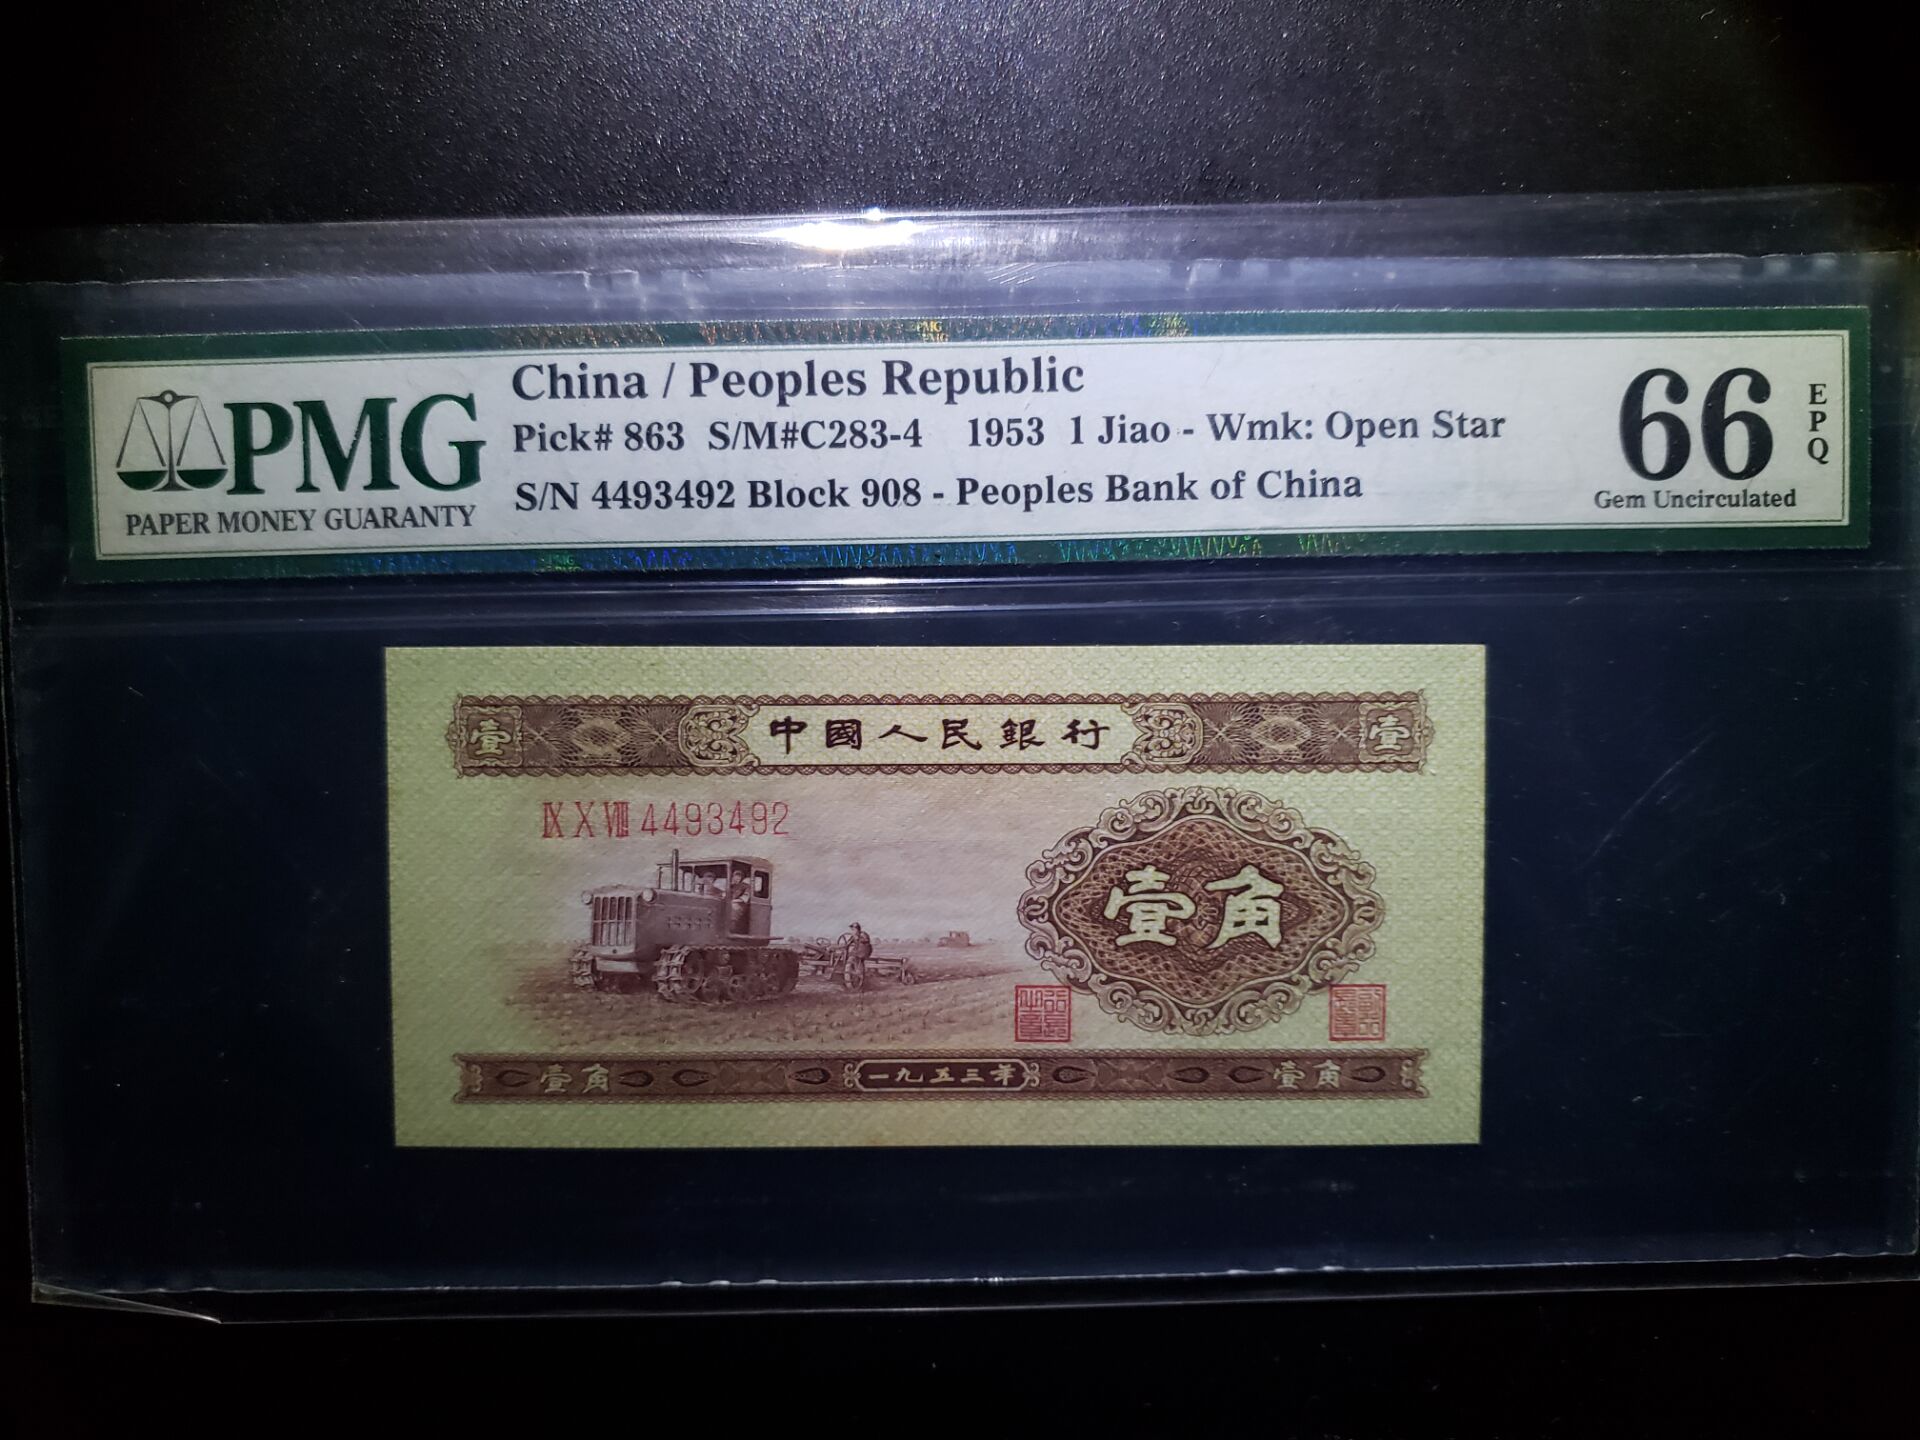 PMG
PAPER MONEY GUARANTY
China / Peoples Republic
Pick# 863 S/M#C283-4 1953 1 Jiao - Wmk: Open Star
S/N 4493492 Block 908 - Peoples Bank of China
66
EPQ
Gem Uncirculated
壹 中國人民銀行 壹
IX X VIII 4493492
壹角
壹角 一九五三年 壹角